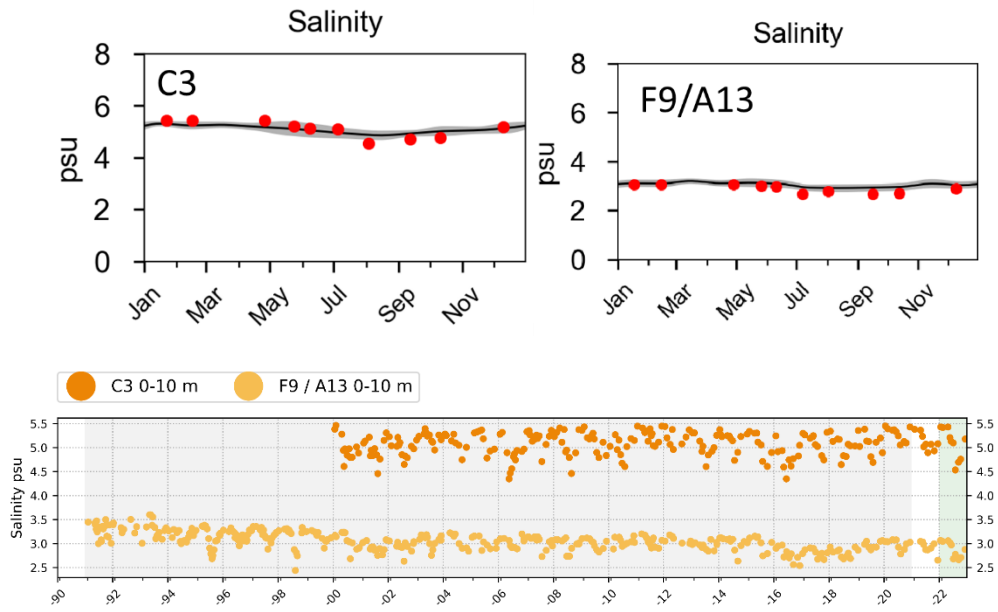 Salinity
C3
8
6
4
2
0
psu
Jan
Mar
May
Jul
Sep
Nov
Salinity
F9/A13
8
6
4
2
0
psu
Jan
Mar
May
Jul
Sep
Nov
C3 0-10 m
F9 / A13 0-10 m
Salinity psu
5.5
5.0
4.5
4.0
3.5
3.0
2.5
5.5
5.0
4.5
4.0
3.5
3.0
2.5
-90
-92
-94
-96
-98
-00
-02
-04
-06
-08
-10
-12
-14
-16
-18
-20
-22